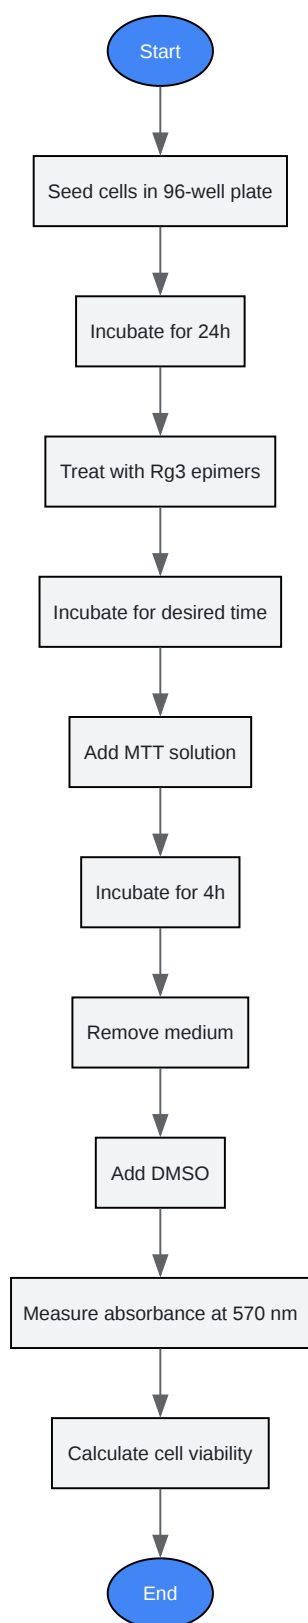 Start
Seed cells in 96-well plate
Incubate for 24h
Treat with Rg3 epimers
Incubate for desired time
Add MTT solution
Incubate for 4h
Remove medium
Add DMSO
Measure absorbance at 570 nm
Calculate cell viability
End